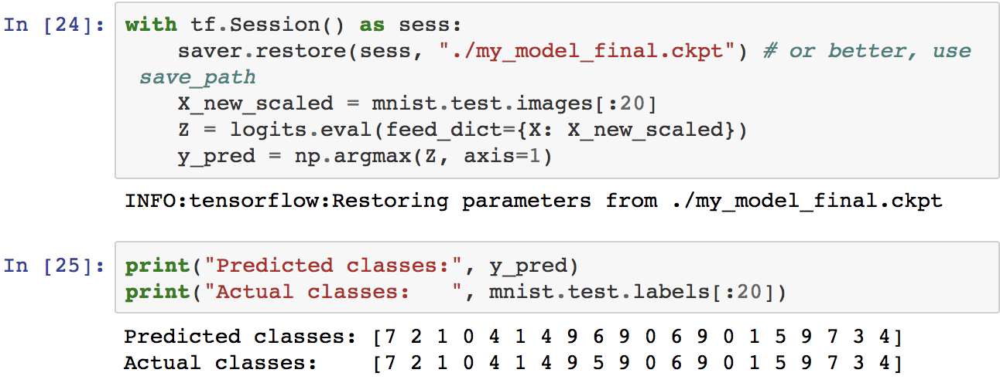 In [24]: with tf.Session() as sess:
    saver.restore(sess, "./my_model_final.ckpt") # or better, use
 save_path
    X_new_scaled = mnist.test.images[:20]
    Z = logits.eval(feed_dict={X: X_new_scaled})
    y_pred = np.argmax(Z, axis=1)
INFO:tensorflow:Restoring parameters from ./my_model_final.ckpt
In [25]: print("Predicted classes:", y_pred)
print("Actual classes:   ", mnist.test.labels[:20])
Predicted classes: [7 2 1 0 4 1 4 9 6 9 0 6 9 0 1 5 9 7 3 4]
Actual classes:    [7 2 1 0 4 1 4 9 5 9 0 6 9 0 1 5 9 7 3 4]